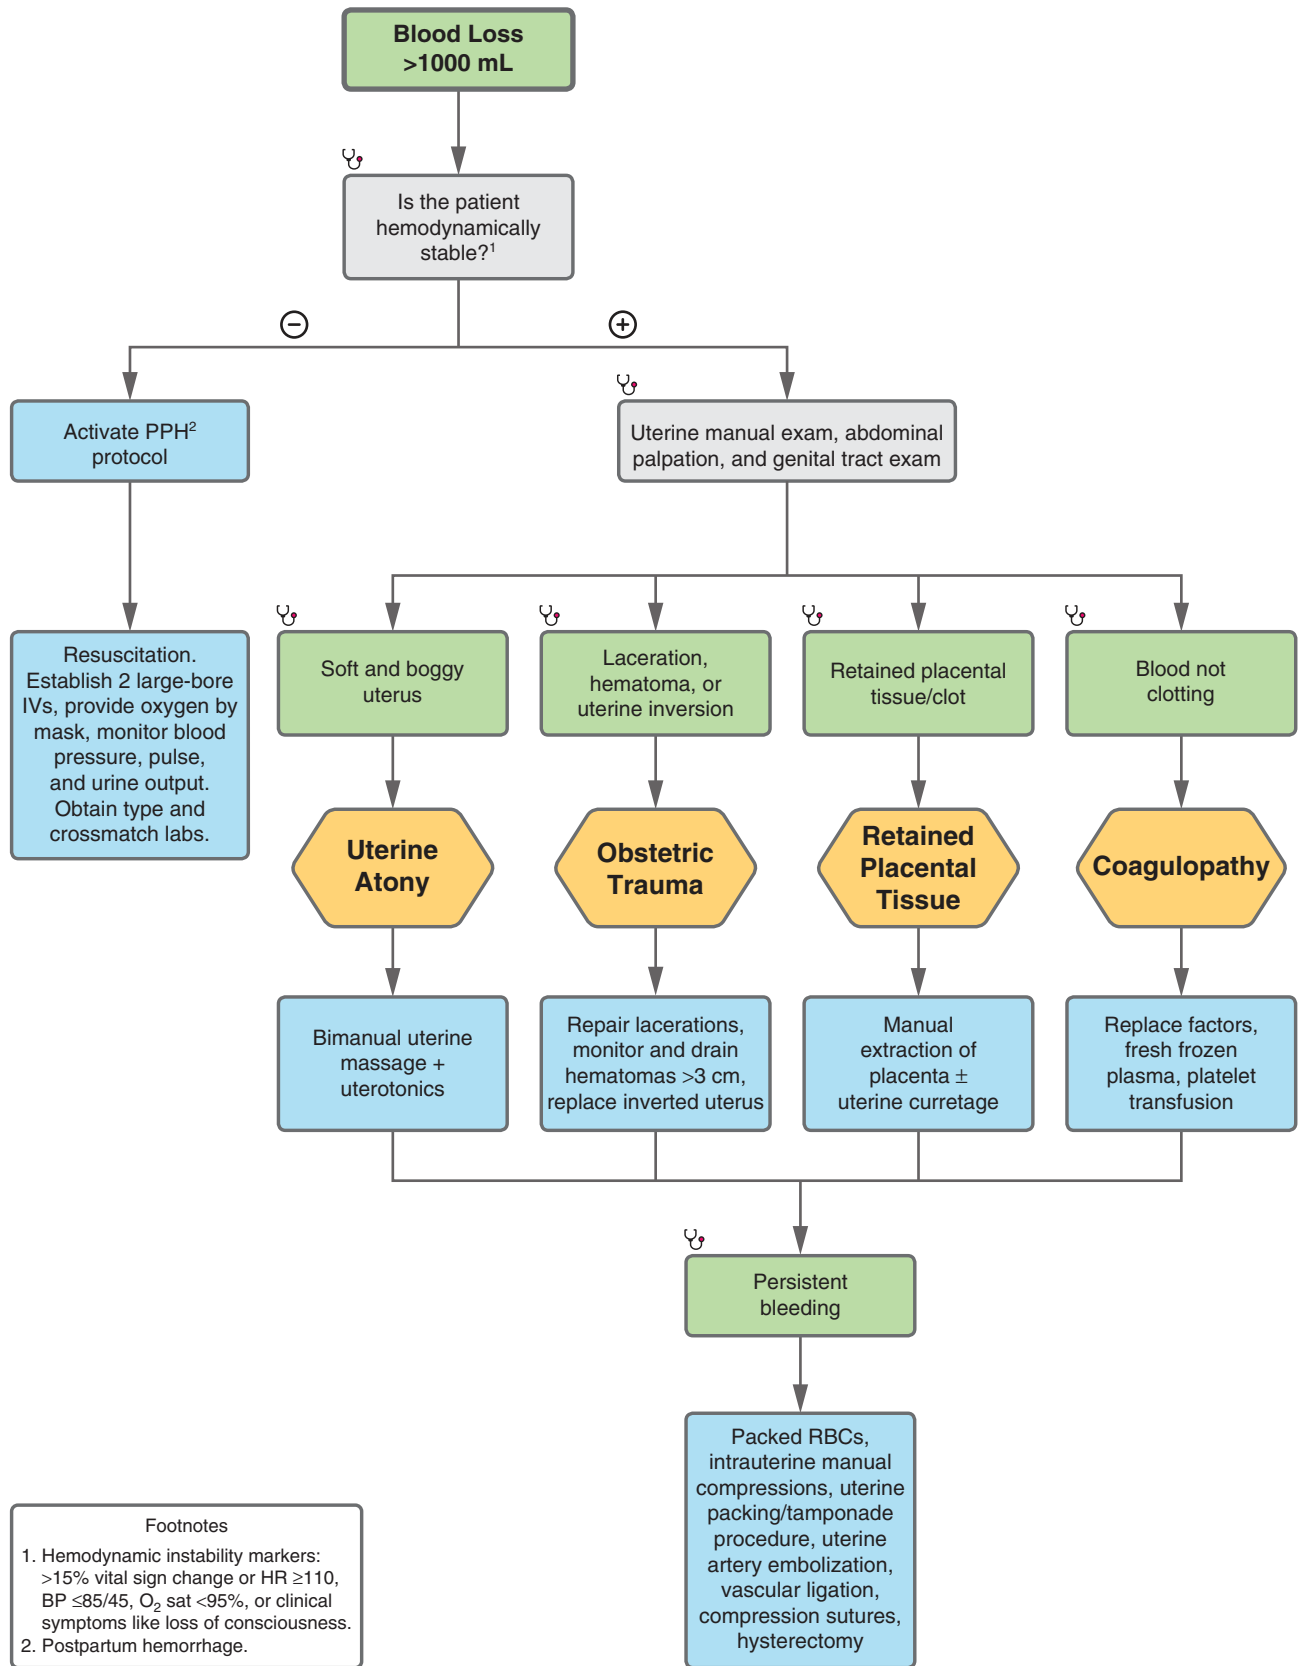 Blood Loss
>1000 mL
Is the patient
hemodynamically
stable?1
−
+
Activate PPH2
protocol
Uterine manual exam, abdominal
palpation, and genital tract exam
Resuscitation.
Establish 2 large-bore
IVs, provide oxygen by
mask, monitor blood
pressure, pulse,
and urine output.
Obtain type and
crossmatch labs.
Soft and boggy
uterus
Laceration,
hematoma, or
uterine inversion
Retained placental
tissue/clot
Blood not
clotting
Uterine
Atony
Obstetric
Trauma
Retained
Placental
Tissue
Coagulopathy
Bimanual uterine
massage +
uterotonics
Repair lacerations,
monitor and drain
hematomas >3 cm,
replace inverted uterus
Manual
extraction of
placenta ±
uterine curretage
Replace factors,
fresh frozen
plasma, platelet
transfusion
Persistent
bleeding
Packed RBCs,
intrauterine manual
compressions, uterine
packing/tamponade
procedure, uterine
artery embolization,
vascular ligation,
compression sutures,
hysterectomy
Footnotes
1. Hemodynamic instability markers:
>15% vital sign change or HR ≥110,
BP ≤85/45, O2 sat <95%, or clinical
symptoms like loss of consciousness.
2. Postpartum hemorrhage.